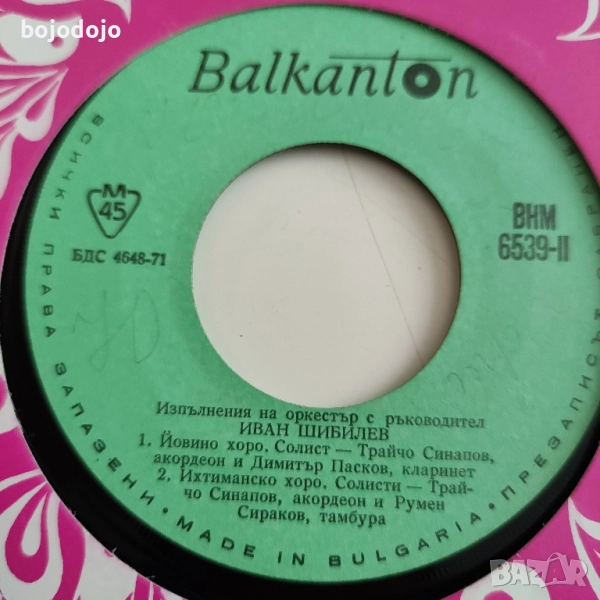 bojodojo
Balkanton
M
45
БДС 4648-71
ВНМ
6539-II
Изпълнения на оркестър с ръководител
ИВАН ШИБИЛЕВ
1. Йовино хоро. Солист — Трайчо Синапов,
акордеон и Димитър Пасков, кларинет
2. Ихтиманско хоро. Солисти — Трай-
чо Синапов, акордеон и Румен
Сираков, тамбура
ВСИЧКИ ПРАВА ЗАПАЗЕНИ • MADE IN BULGARIA • ПРЕЗАПИСЪТ
BAZAR